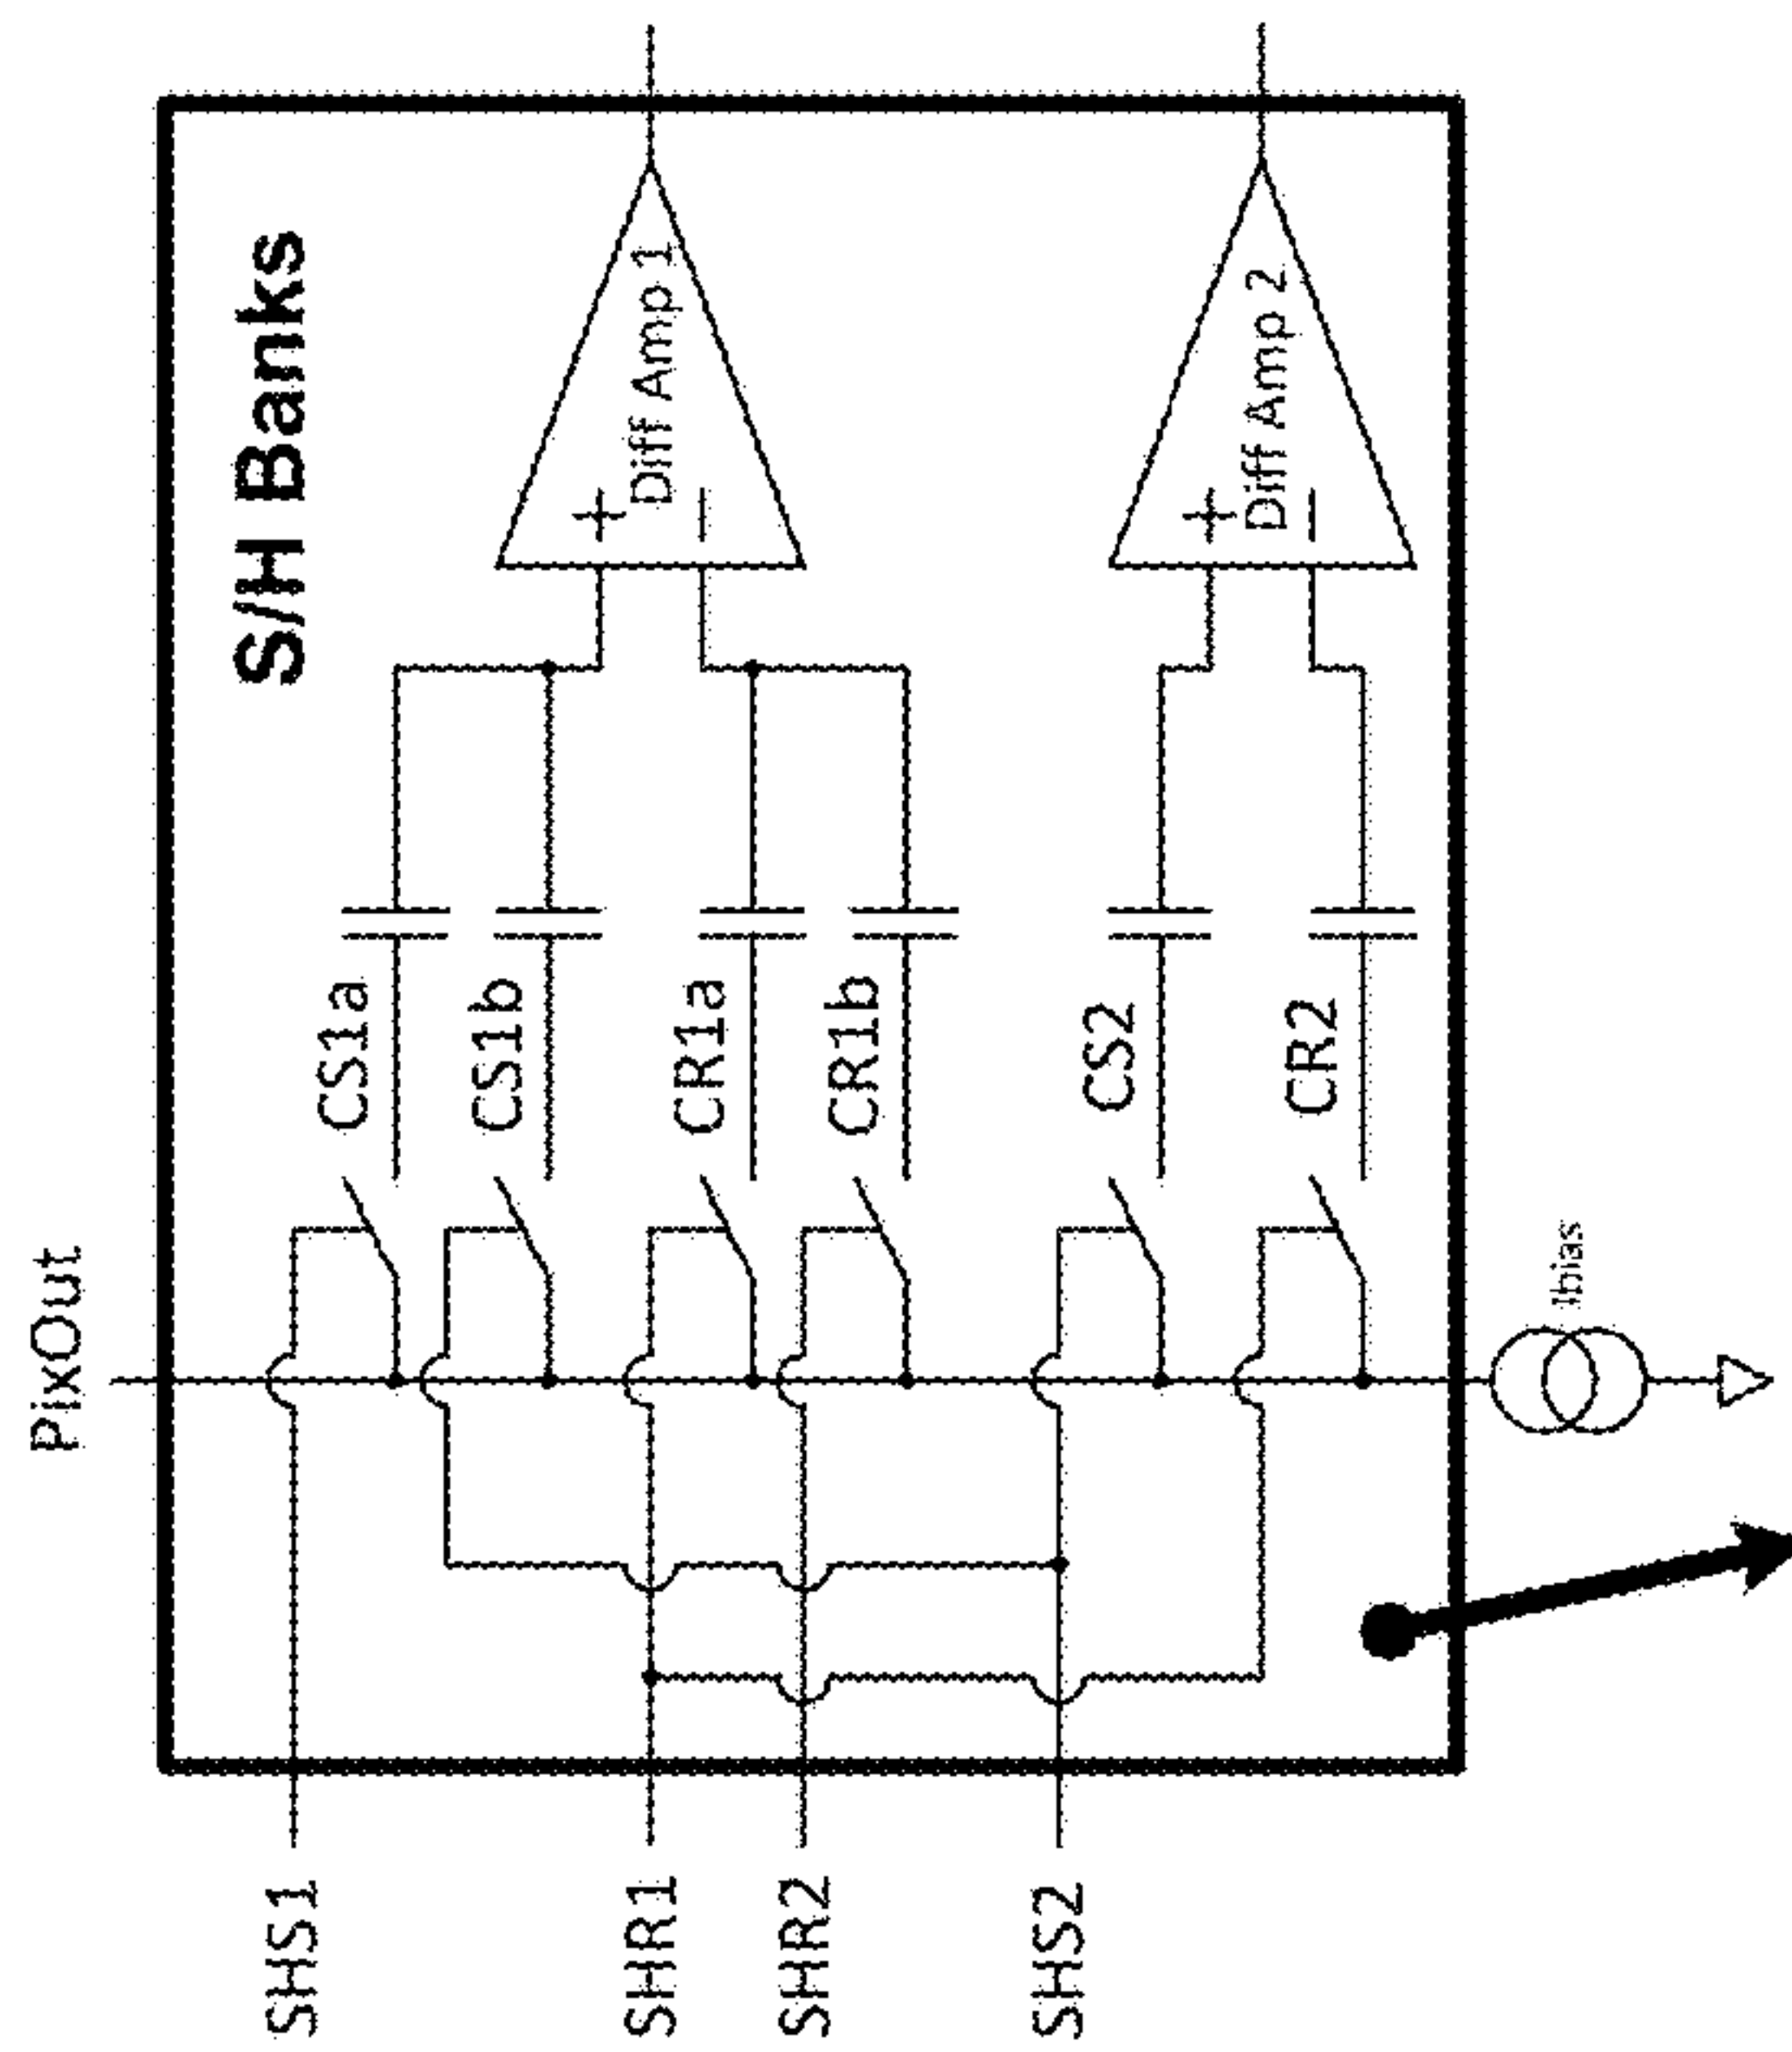 PixOut
S/H Banks
SHS1
SHR1
SHR2
SHS2
CS1a
CS1b
CR1a
CR1b
CS2
CR2
+
−
Diff Amp 1
+
−
Diff Amp 2
Ibias